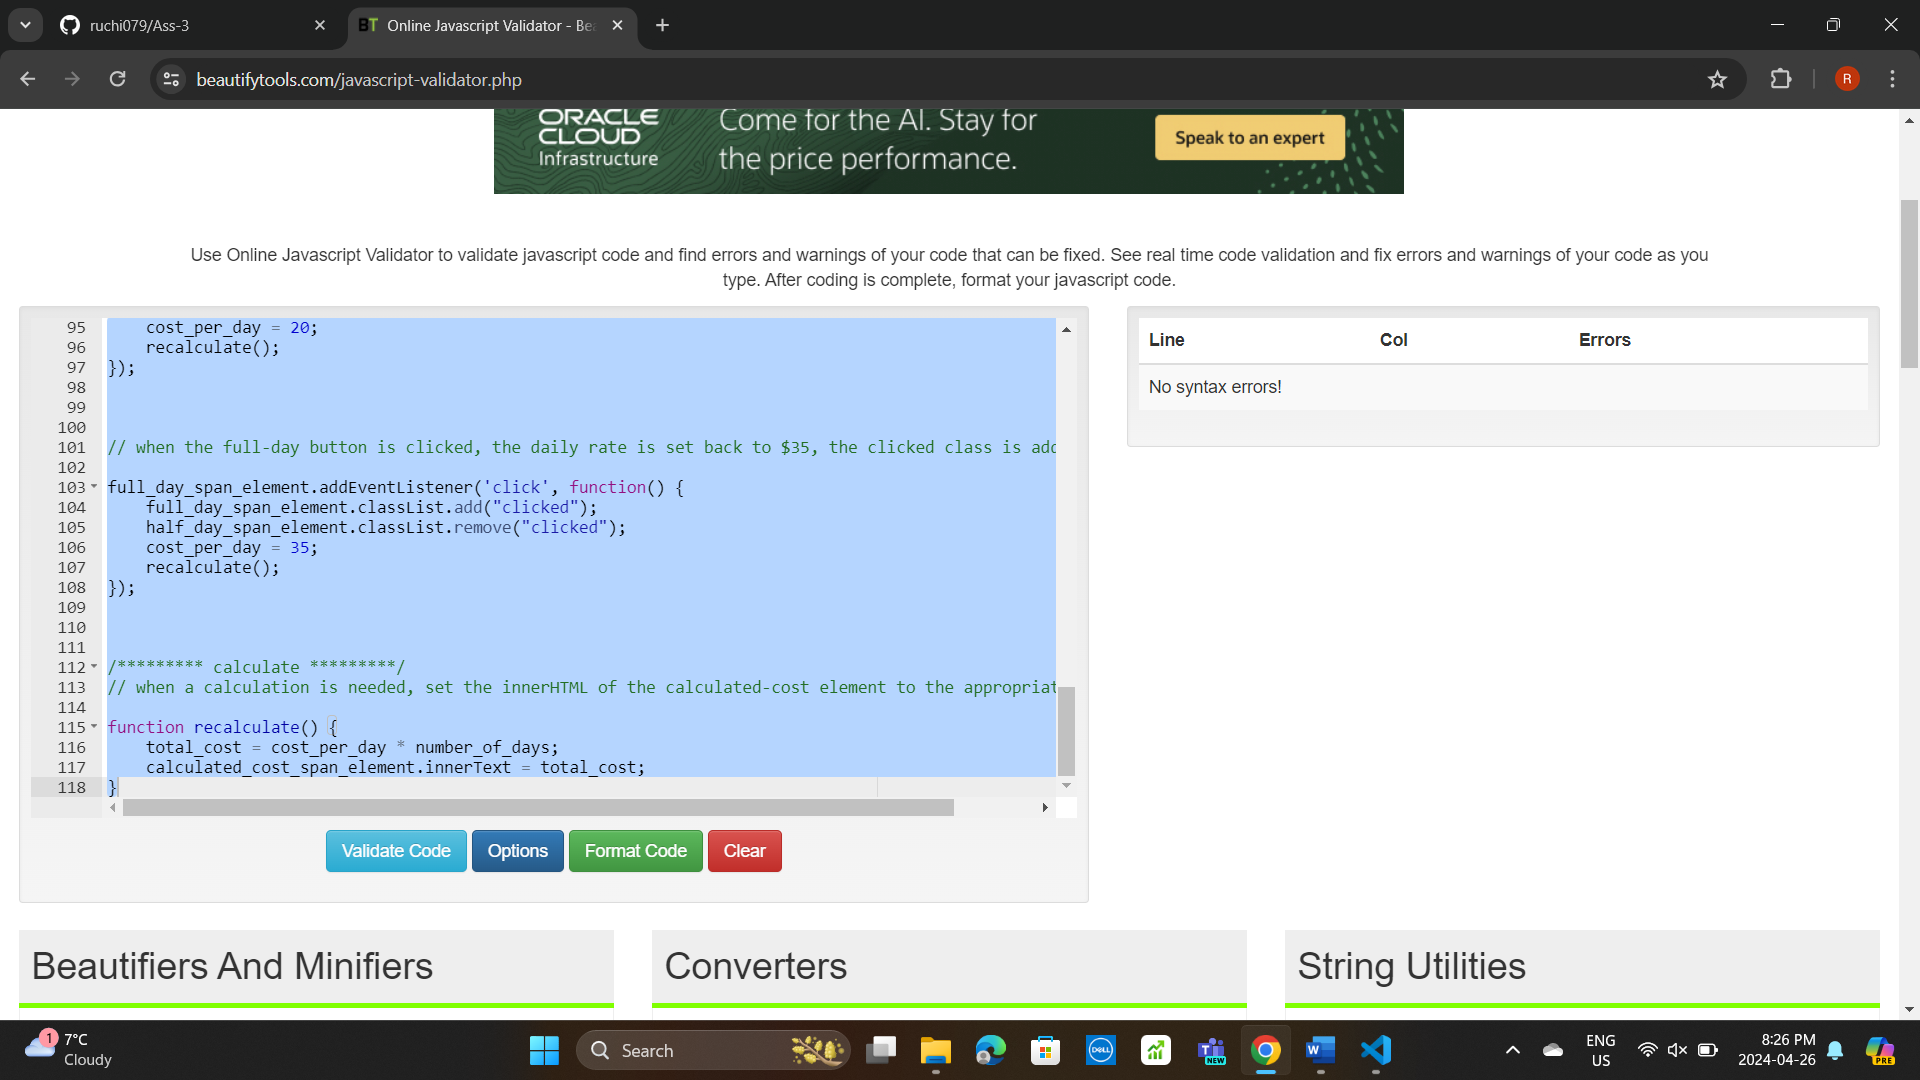 ruchi079/Ass-3
BT Online Javascript Validator - Be
beautifytools.com/javascript-validator.php
R
ORACLE
CLOUD
Infrastructure
Come for the AI. Stay for
the price performance.
Speak to an expert
Use Online Javascript Validator to validate javascript code and find errors and warnings of your code that can be fixed. See real time code validation and fix errors and warnings of your code as you
type. After coding is complete, format your javascript code.
95 cost_per_day = 20;
96 recalculate();
97 });
98
99
100
101 // when the full-day button is clicked, the daily rate is set back to $35, the clicked class is add
102
103 full_day_span_element.addEventListener('click', function() {
104 full_day_span_element.classList.add("clicked");
105 half_day_span_element.classList.remove("clicked");
106 cost_per_day = 35;
107 recalculate();
108 });
109
110
111
112 /********* calculate *********/
113 // when a calculation is needed, set the innerHTML of the calculated-cost element to the appropriat
114
115 function recalculate() {
116 total_cost = cost_per_day * number_of_days;
117 calculated_cost_span_element.innerText = total_cost;
118 }
Line Col Errors
No syntax errors!
Validate Code Options Format Code Clear
Beautifiers And Minifiers
Converters
String Utilities
1
7°C
Cloudy
Search
DELL
NEW
W
ENG
US
8:26 PM
2024-04-26
PRE